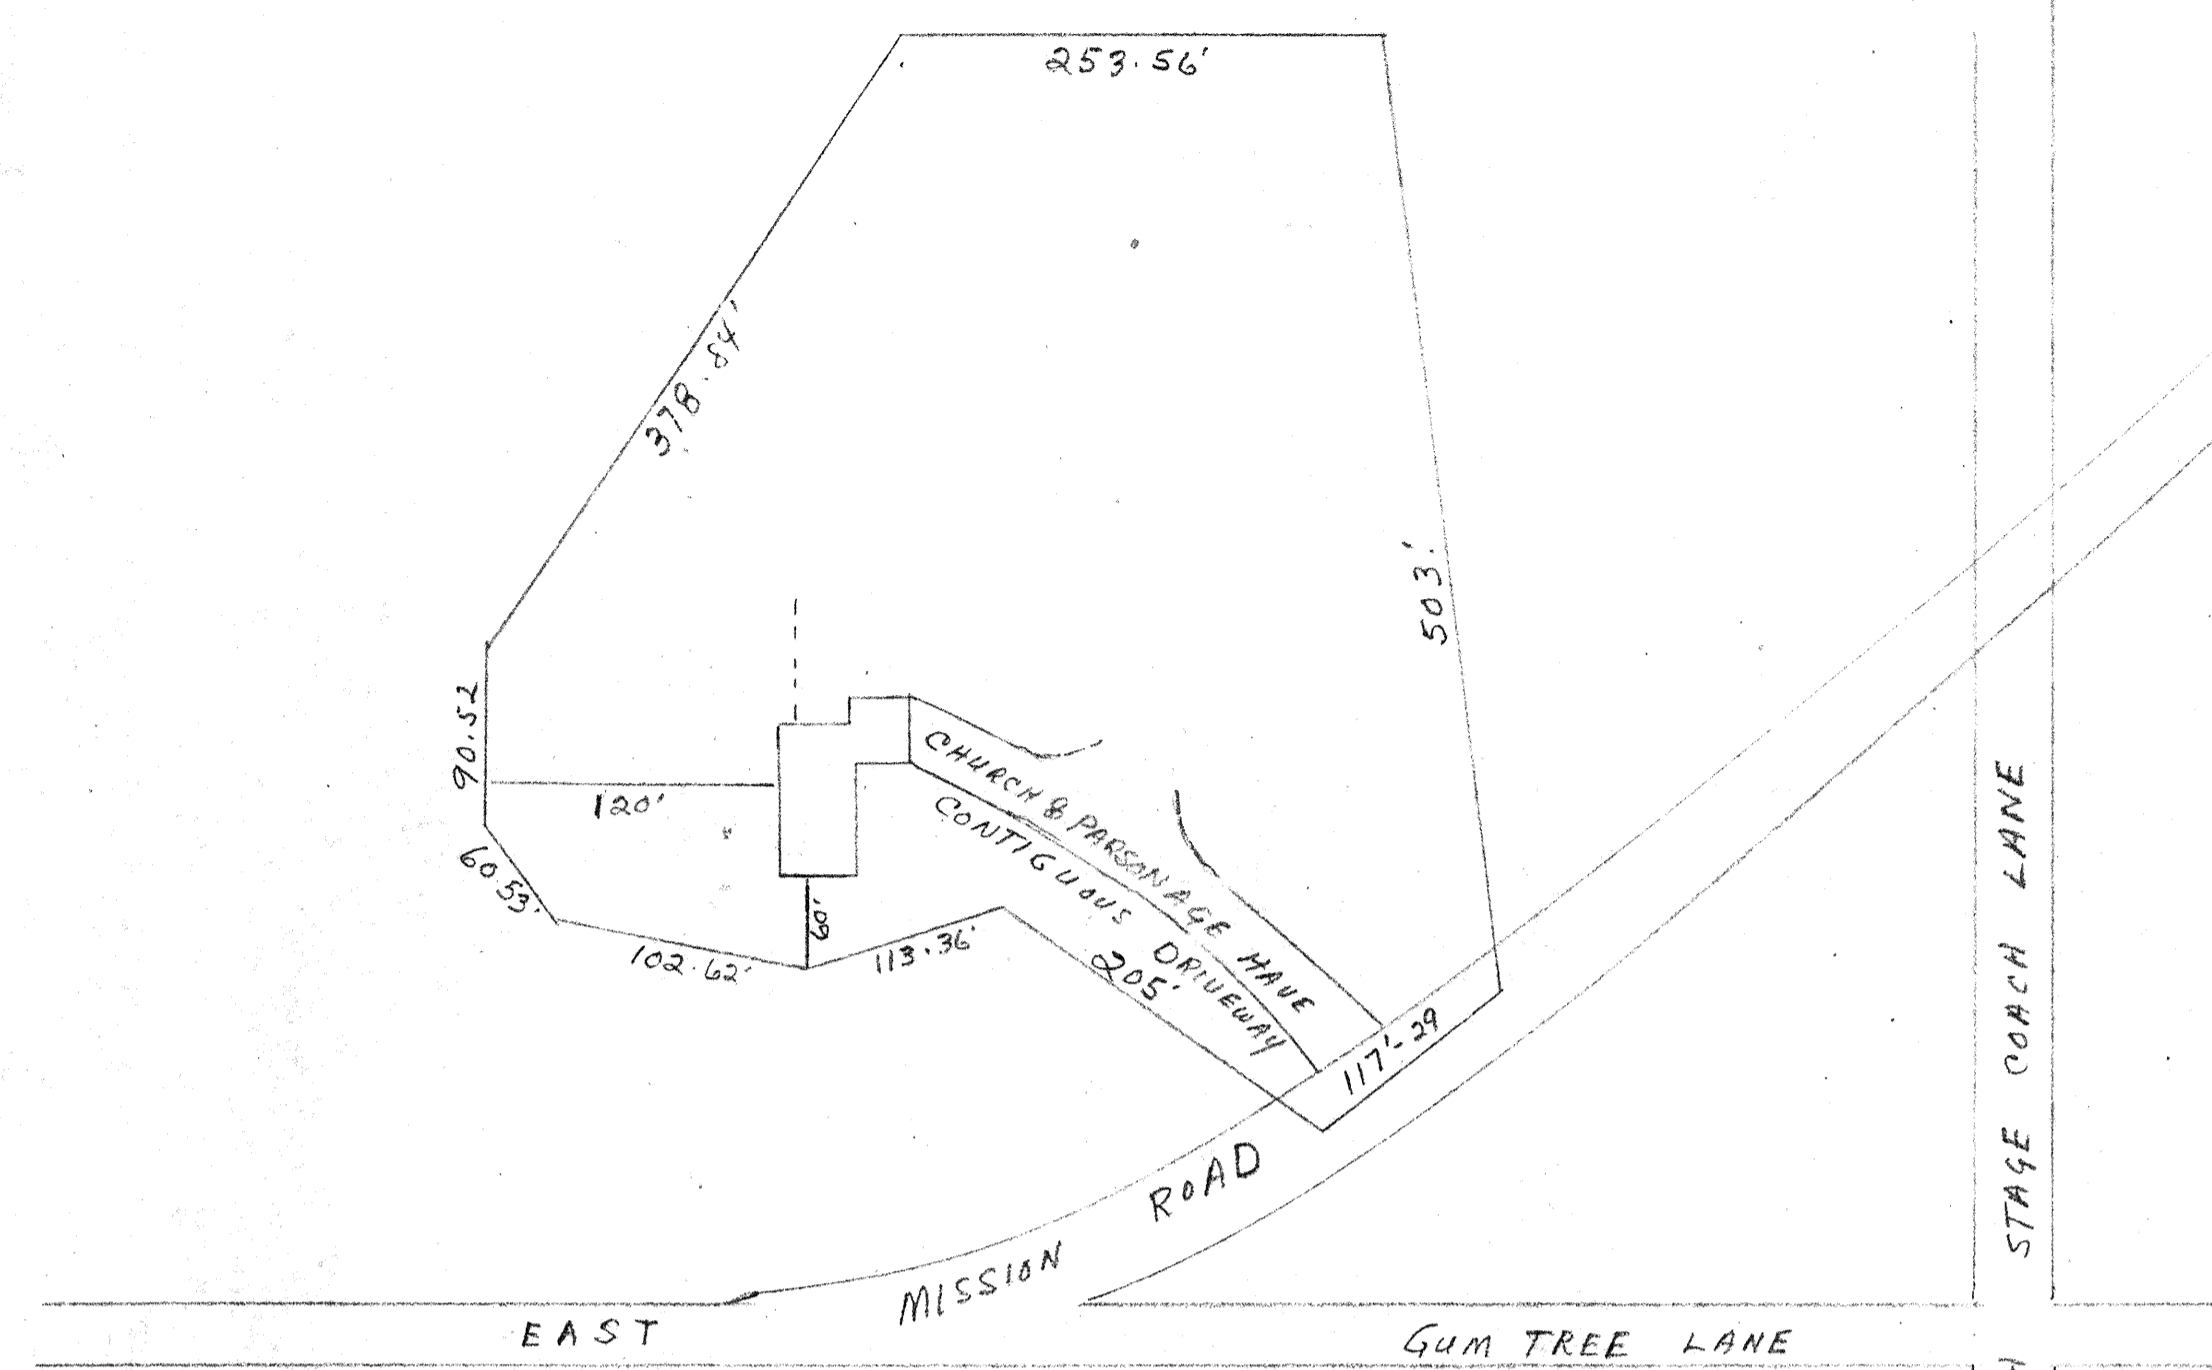 253.56'
378.84'
503.'
90.52
120'
60.53'
102.62'
60'
113.36'
CHURCH & PARSONAGE HAVE
CONTIGUOUS DRIVEWAY
205'
117'-29
MISSION ROAD
EAST
GUM TREE LANE
STAGE COACH LANE